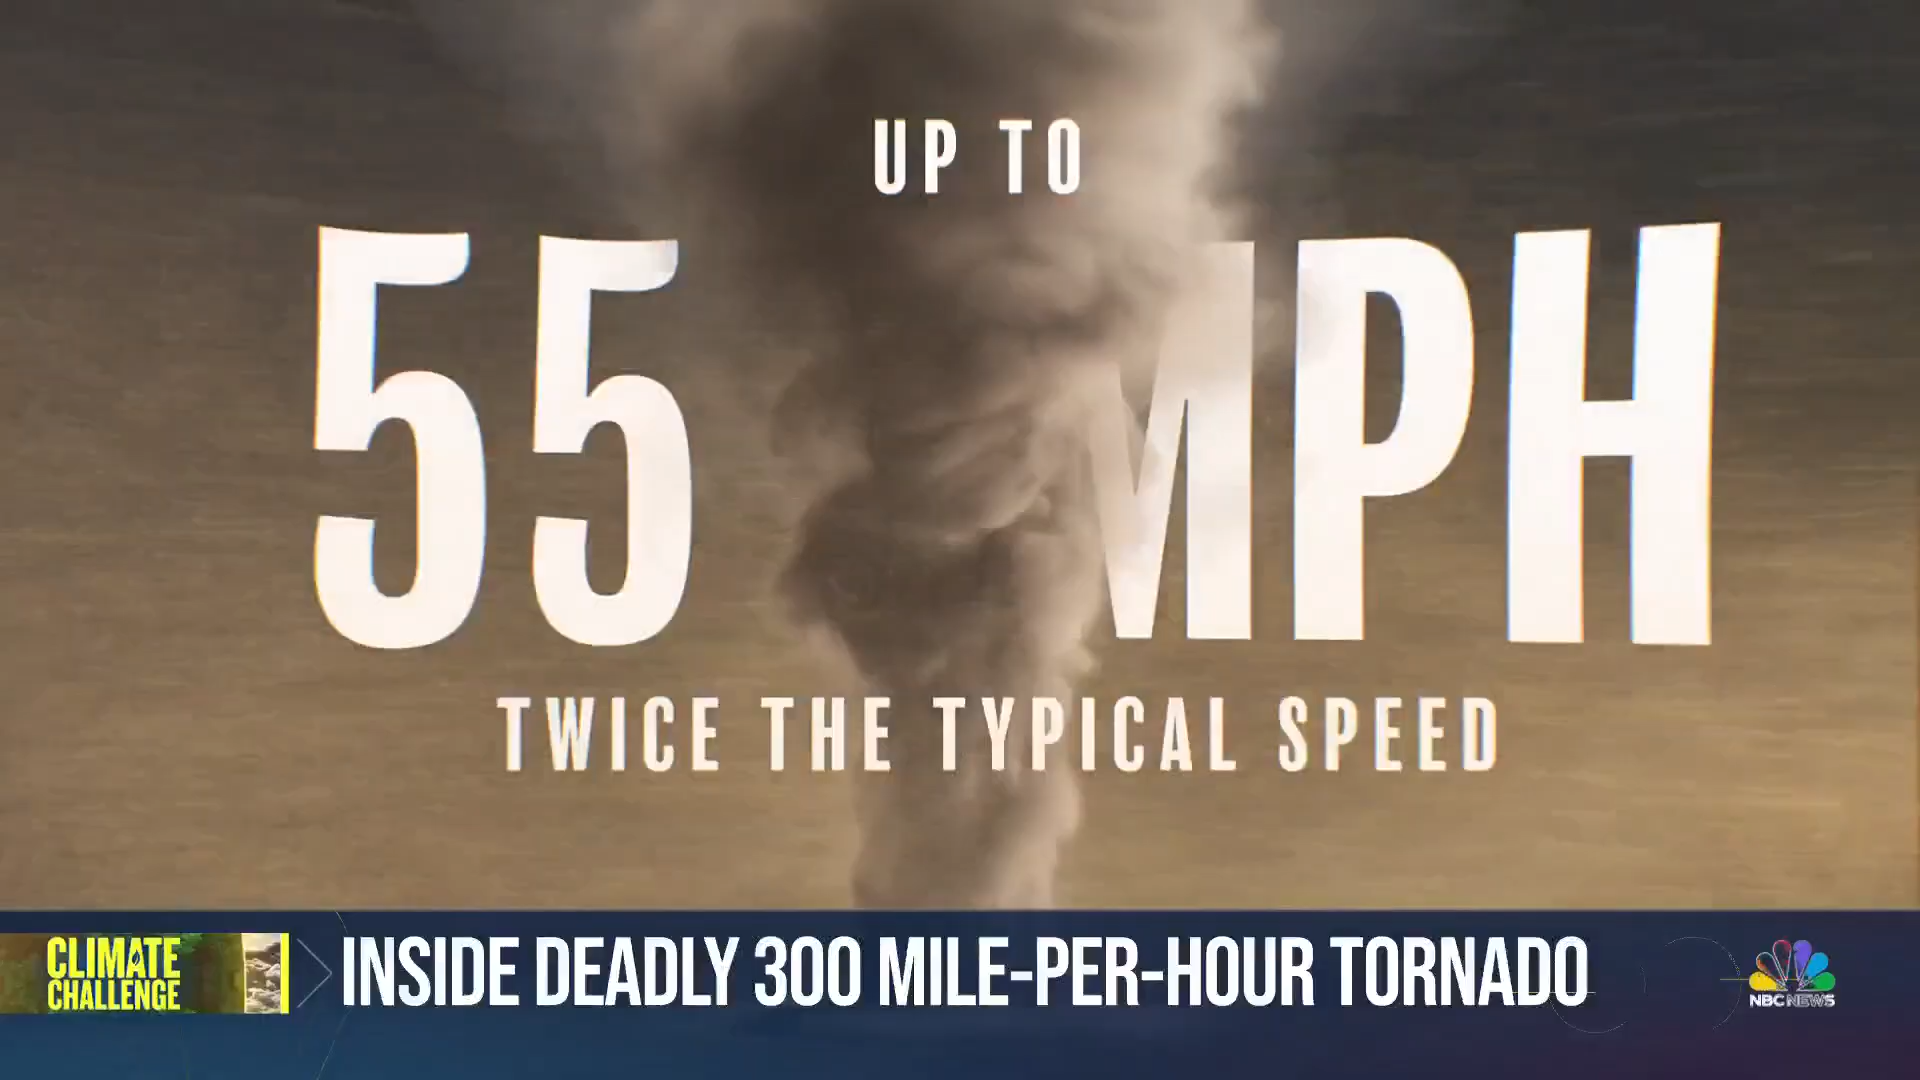 UP TO
55 MPH
TWICE THE TYPICAL SPEED
CLIMATE
CHALLENGE
INSIDE DEADLY 300 MILE-PER-HOUR TORNADO
NBC NEWS